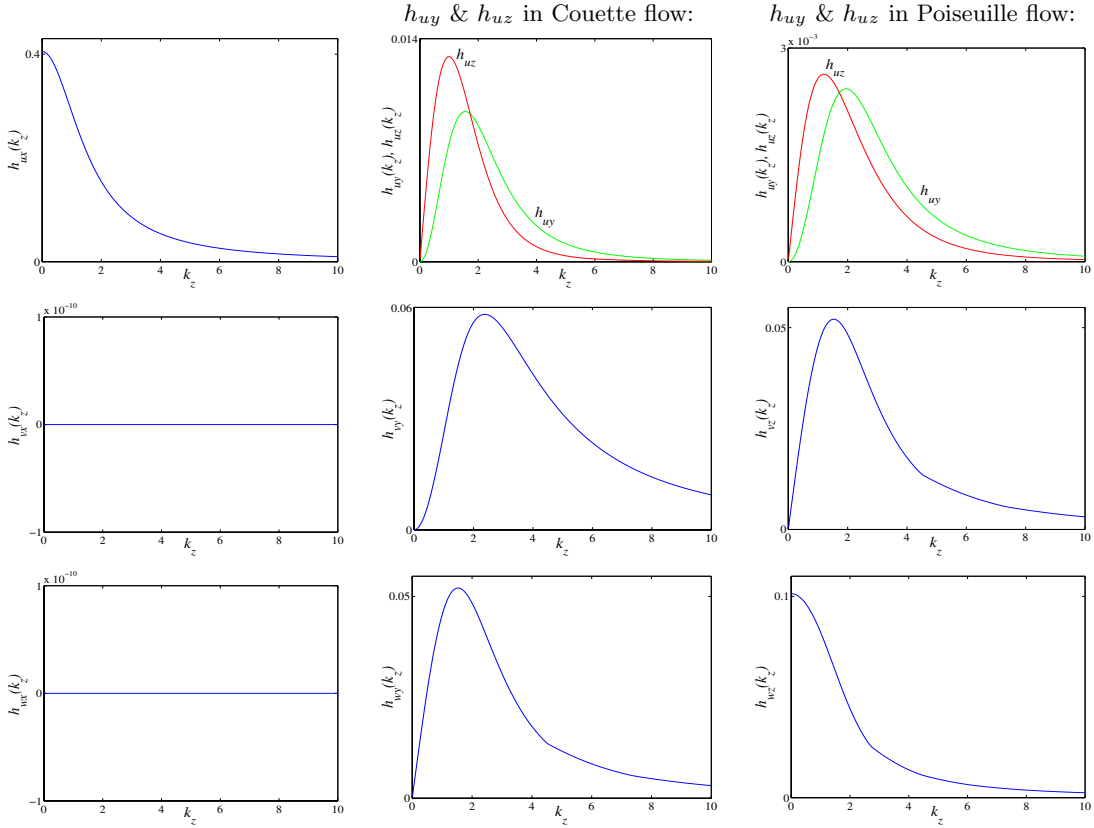 h_uy & h_uz in Couette flow:
h_uy & h_uz in Poiseuille flow:
0.4
0
h_ux(k_z)
0 2 4 6 8 10
k_z
0.014
0
h_uy(k_z), h_uz(k_z)
h_uz
h_uy
0 2 4 6 8 10
k_z
x 10^-3
3
0
h_uy(k_z), h_uz(k_z)
h_uz
h_uy
0 2 4 6 8 10
k_z
x 10^-10
1
0
−1
h_vx(k_z)
0 2 4 6 8 10
k_z
0.06
0
h_vy(k_z)
0 2 4 6 8 10
k_z
0.05
0
h_vz(k_z)
0 2 4 6 8 10
k_z
x 10^-10
1
0
−1
h_wx(k_z)
0 2 4 6 8 10
k_z
0.05
0
h_wy(k_z)
0 2 4 6 8 10
k_z
0.1
0
h_wz(k_z)
0 2 4 6 8 10
k_z